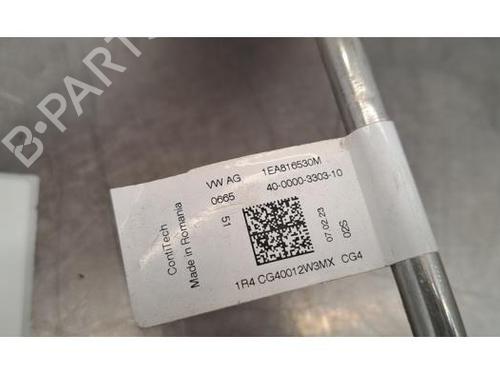 B-PARTS
ContiTech
Made in Romania
VW AG 1EA816530M
0665 40-0000-3303-10
51
07.02.23
02S
1R4 CG40012W3MX CG4